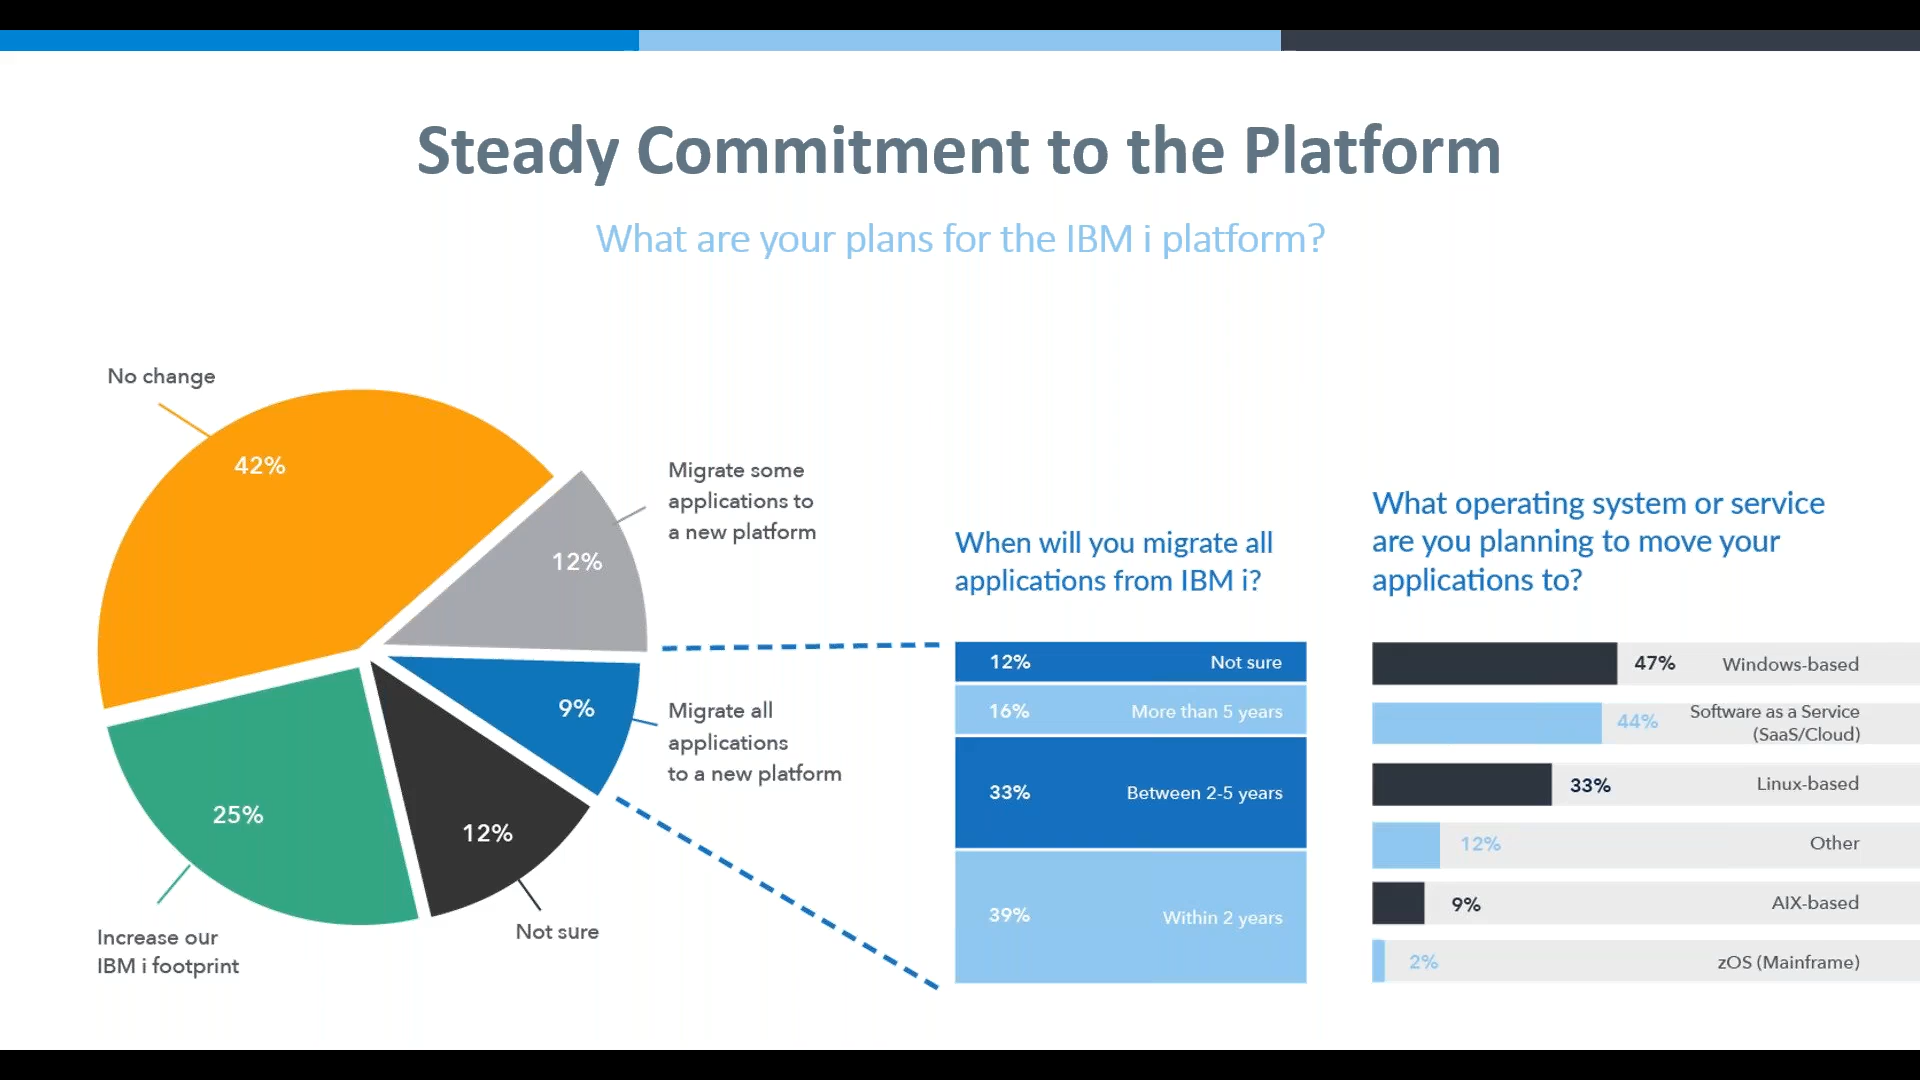 Steady Commitment to the Platform
What are your plans for the IBM i platform?
No change
42%
Migrate some
applications to
a new platform
12%
9%
Migrate all
applications
to a new platform
12%
Not sure
25%
Increase our
IBM i footprint
When will you migrate all
applications from IBM i?
12% Not sure
16% More than 5 years
33% Between 2-5 years
39% Within 2 years
What operating system or service
are you planning to move your
applications to?
47% Windows-based
44% Software as a Service
(SaaS/Cloud)
33% Linux-based
12% Other
9% AIX-based
2% zOS (Mainframe)